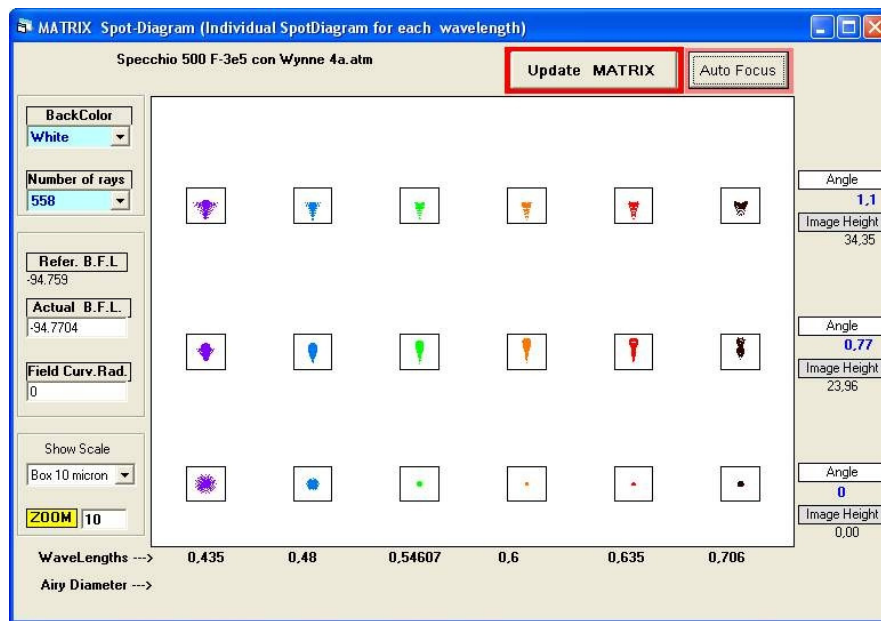 MATRIX Spot-Diagram (Individual SpotDiagram for each wavelength)
Specchio 500 F-3e5 con Wynne 4a.atm
Update MATRIX
Auto Focus
BackColor
White
Number of rays
558
Refer. B.F.L
-94.759
Actual B.F.L.
-94.7704
Field Curv.Rad.
0
Show Scale
Box 10 micron
ZOOM 10
Angle
1,1
Image Height
34,35
Angle
0,77
Image Height
23,96
Angle
0
Image Height
0,00
WaveLengths ---> 0,435 0,48 0,54607 0,6 0,635 0,706
Airy Diameter --->